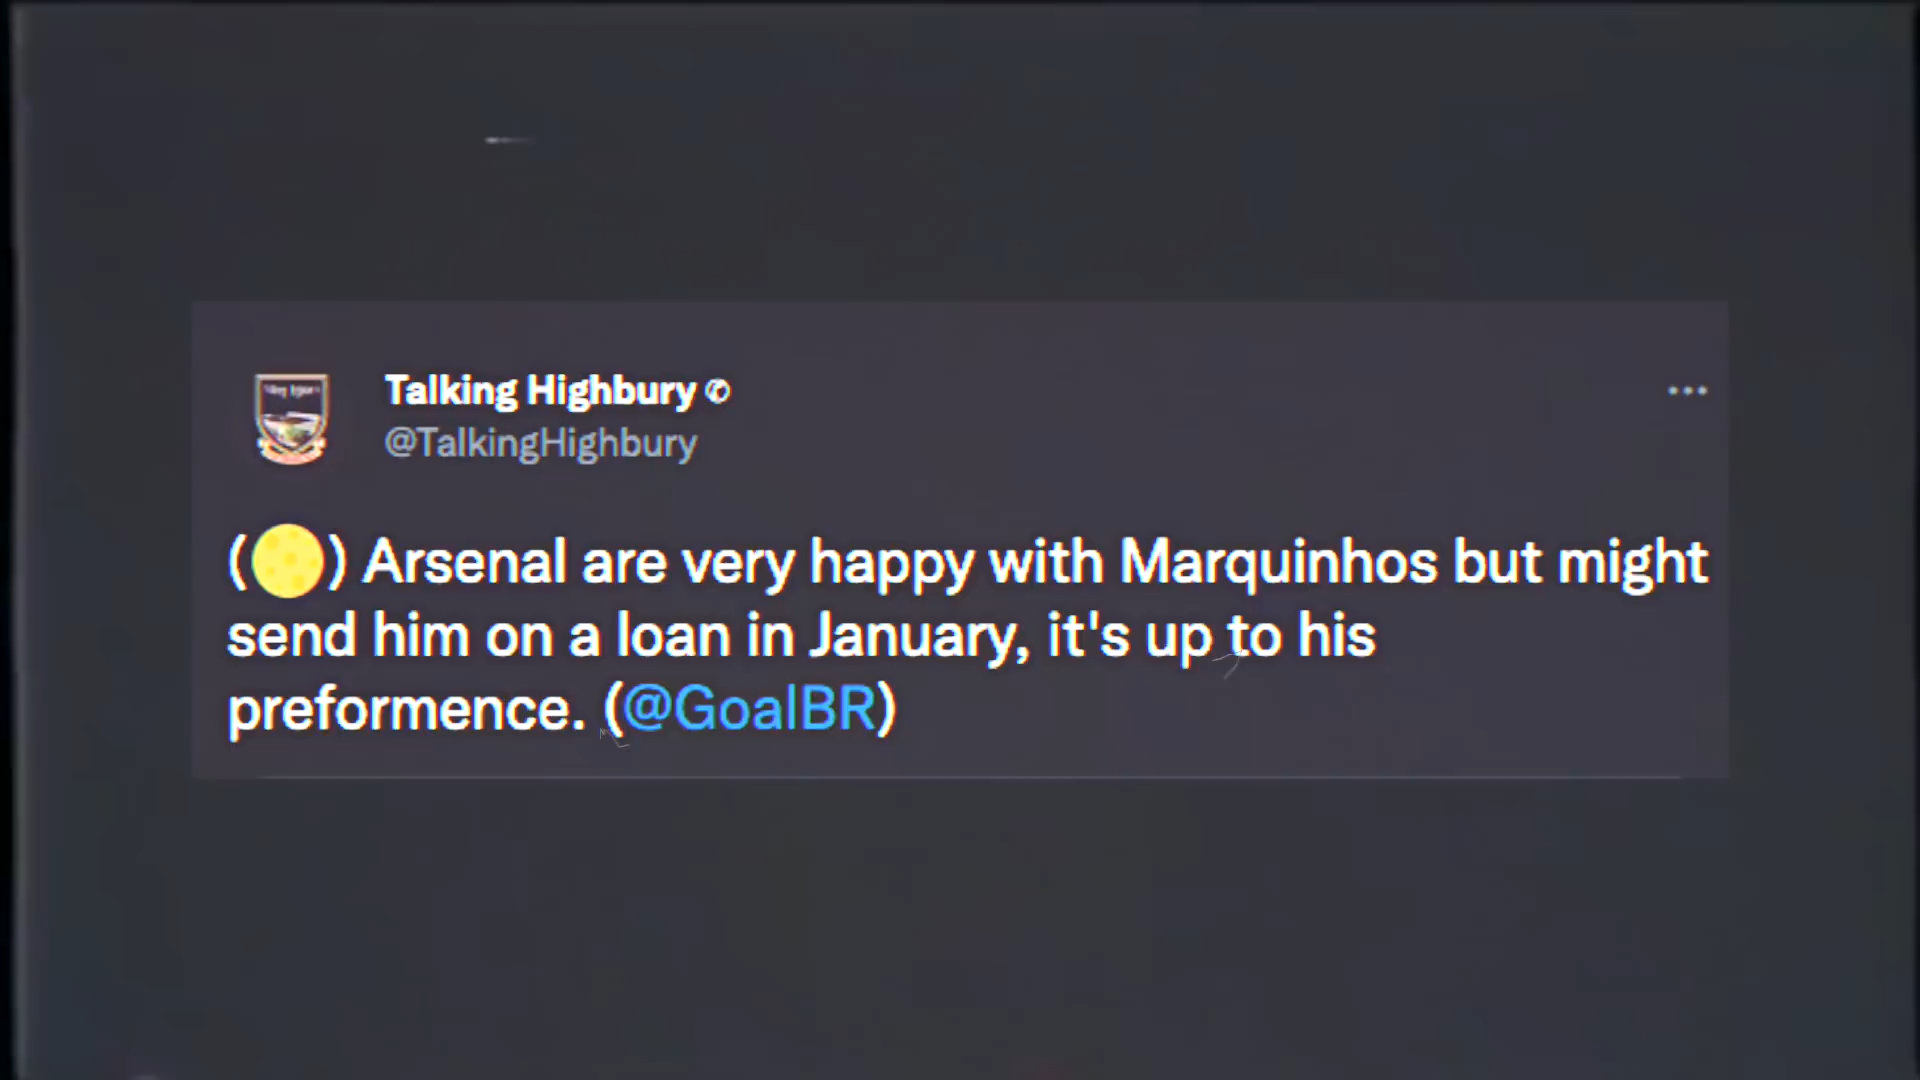 Talking Highbury ✆
@TalkingHighbury
(🌕) Arsenal are very happy with Marquinhos but might
send him on a loan in January, it's up to his
preformence. (@GoalBR)